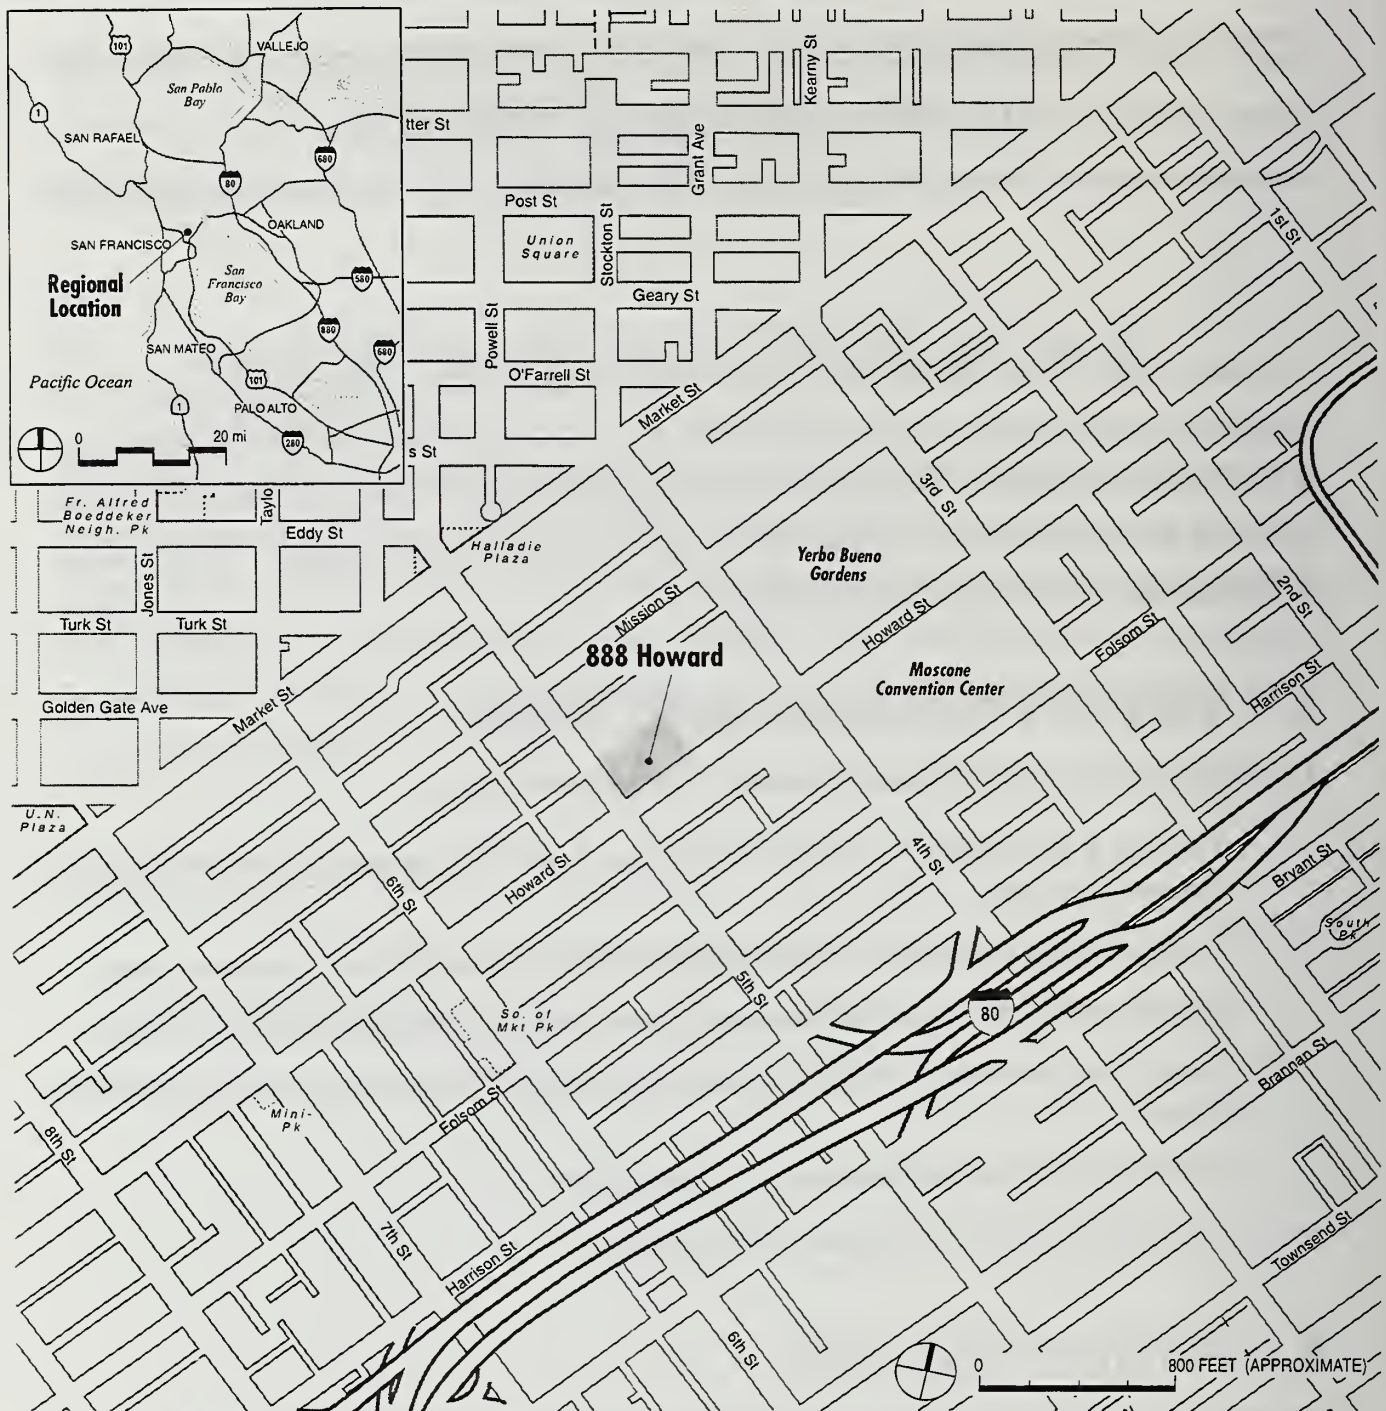 101
VALLEJO
San Pablo
Bay
1
SAN RAFAEL
680
80
OAKLAND
SAN FRANCISCO
San
Francisco
Bay
580
Regional
Location
880
680
SAN MATEO
Pacific Ocean
101
1
PALO ALTO
280
0
20 mi
Kearny St
tter St
Grant Ave
Post St
Union
Square
Stockton St
1st St
Geary St
Powell St
O'Farrell St
Market St
s St
3rd St
Fr. Alfred
Boeddeker
Neigh. Pk
Taylo
Eddy St
Halladie
Plaza
Yerbo Bueno
Gardens
Jones St
2nd St
Mission St
Howard St
Turk St
Turk St
Folsom St
888 Howard
Moscone
Convention Center
Harrison St
Golden Gate Ave
Market St
U.N.
Plaza
4th St
Bryant St
Howard St
6th St
South
Pk
5th St
So. of
Mkt Pk
80
Brannan St
Folsom St
Mini-
Pk
8th St
7th St
Harrison St
Townsend St
6th St
0
800 FEET (APPROXIMATE)